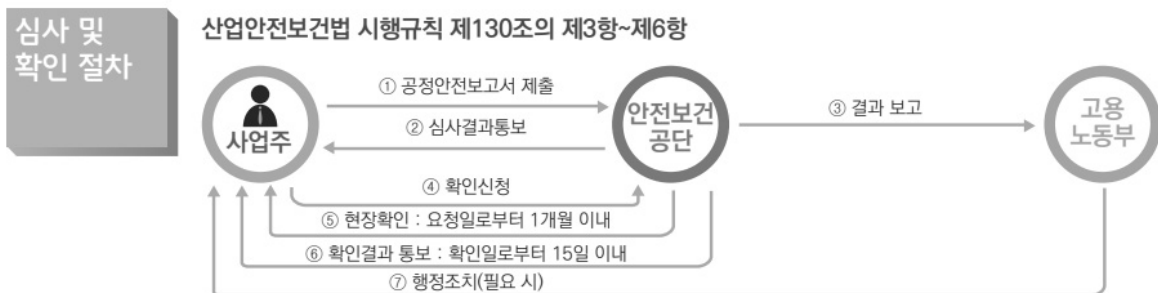 심사 및
확인 절차
산업안전보건법 시행규칙 제130조의 제3항~제6항
사업주
① 공정안전보고서 제출
② 심사결과통보
안전보건
공단
③ 결과 보고
고용
노동부
④ 확인신청
⑤ 현장확인 : 요청일로부터 1개월 이내
⑥ 확인결과 통보 : 확인일로부터 15일 이내
⑦ 행정조치(필요 시)